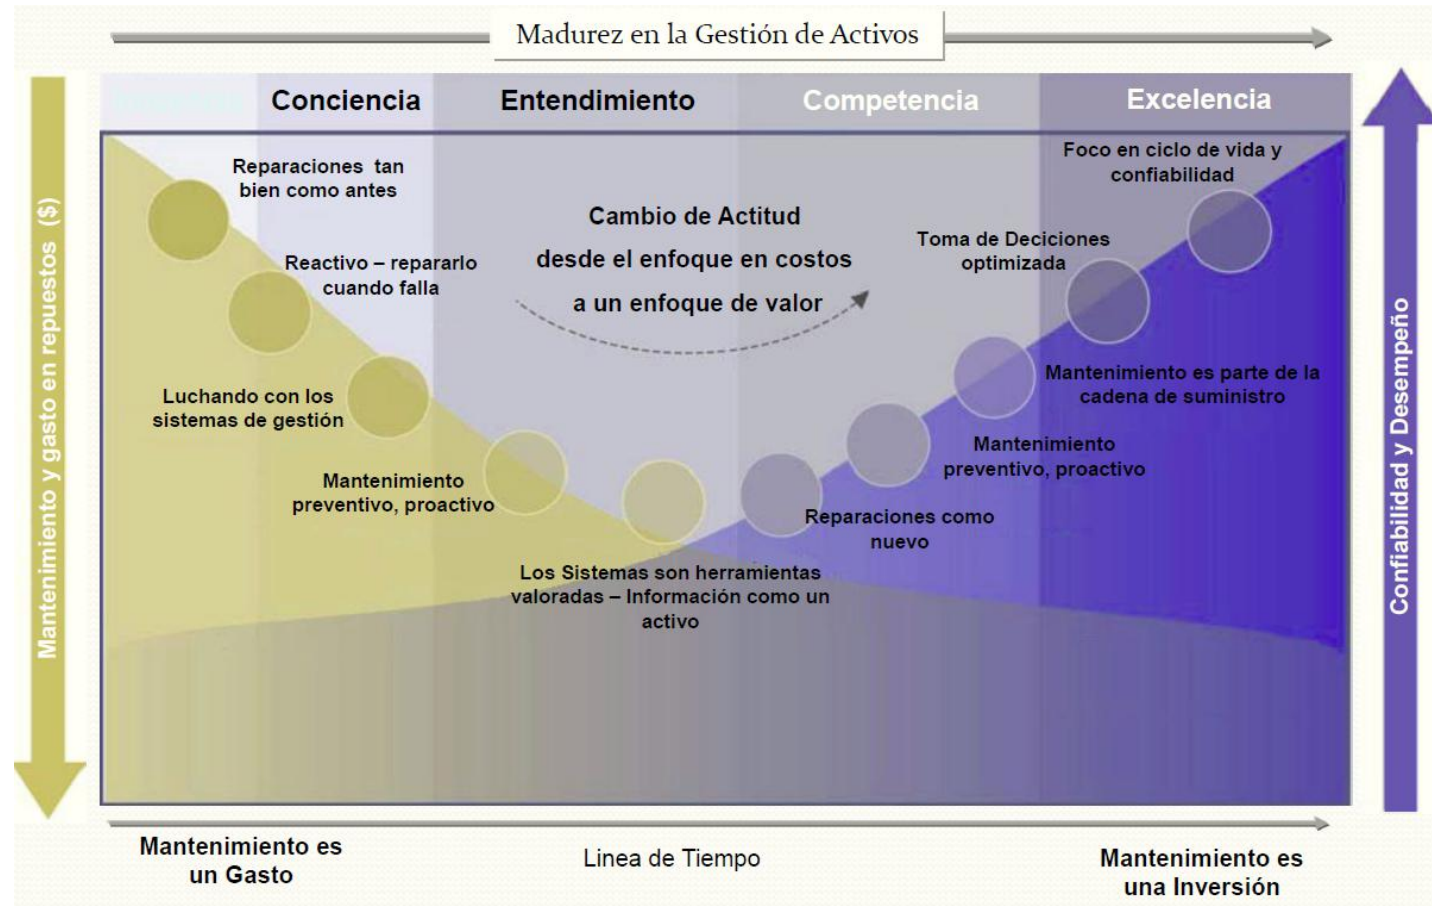 Madurez en la Gestión de Activos
Conciencia
Entendimiento
Competencia
Excelencia
Mantenimiento y gasto en repuestos ($)
Reparaciones tan
bien como antes
Reactivo – repararlo
cuando falla
Luchando con los
sistemas de gestión
Mantenimiento
preventivo, proactivo
Cambio de Actitud
desde el enfoque en costos
a un enfoque de valor
Los Sistemas son herramientas
valoradas – Información como un
activo
Reparaciones como
nuevo
Mantenimiento
preventivo, proactivo
Mantenimiento es parte de la
cadena de suministro
Toma de Deciciones
optimizada
Foco en ciclo de vida y
confiabilidad
Confiabilidad y Desempeño
Mantenimiento es
un Gasto
Linea de Tiempo
Mantenimiento es
una Inversión